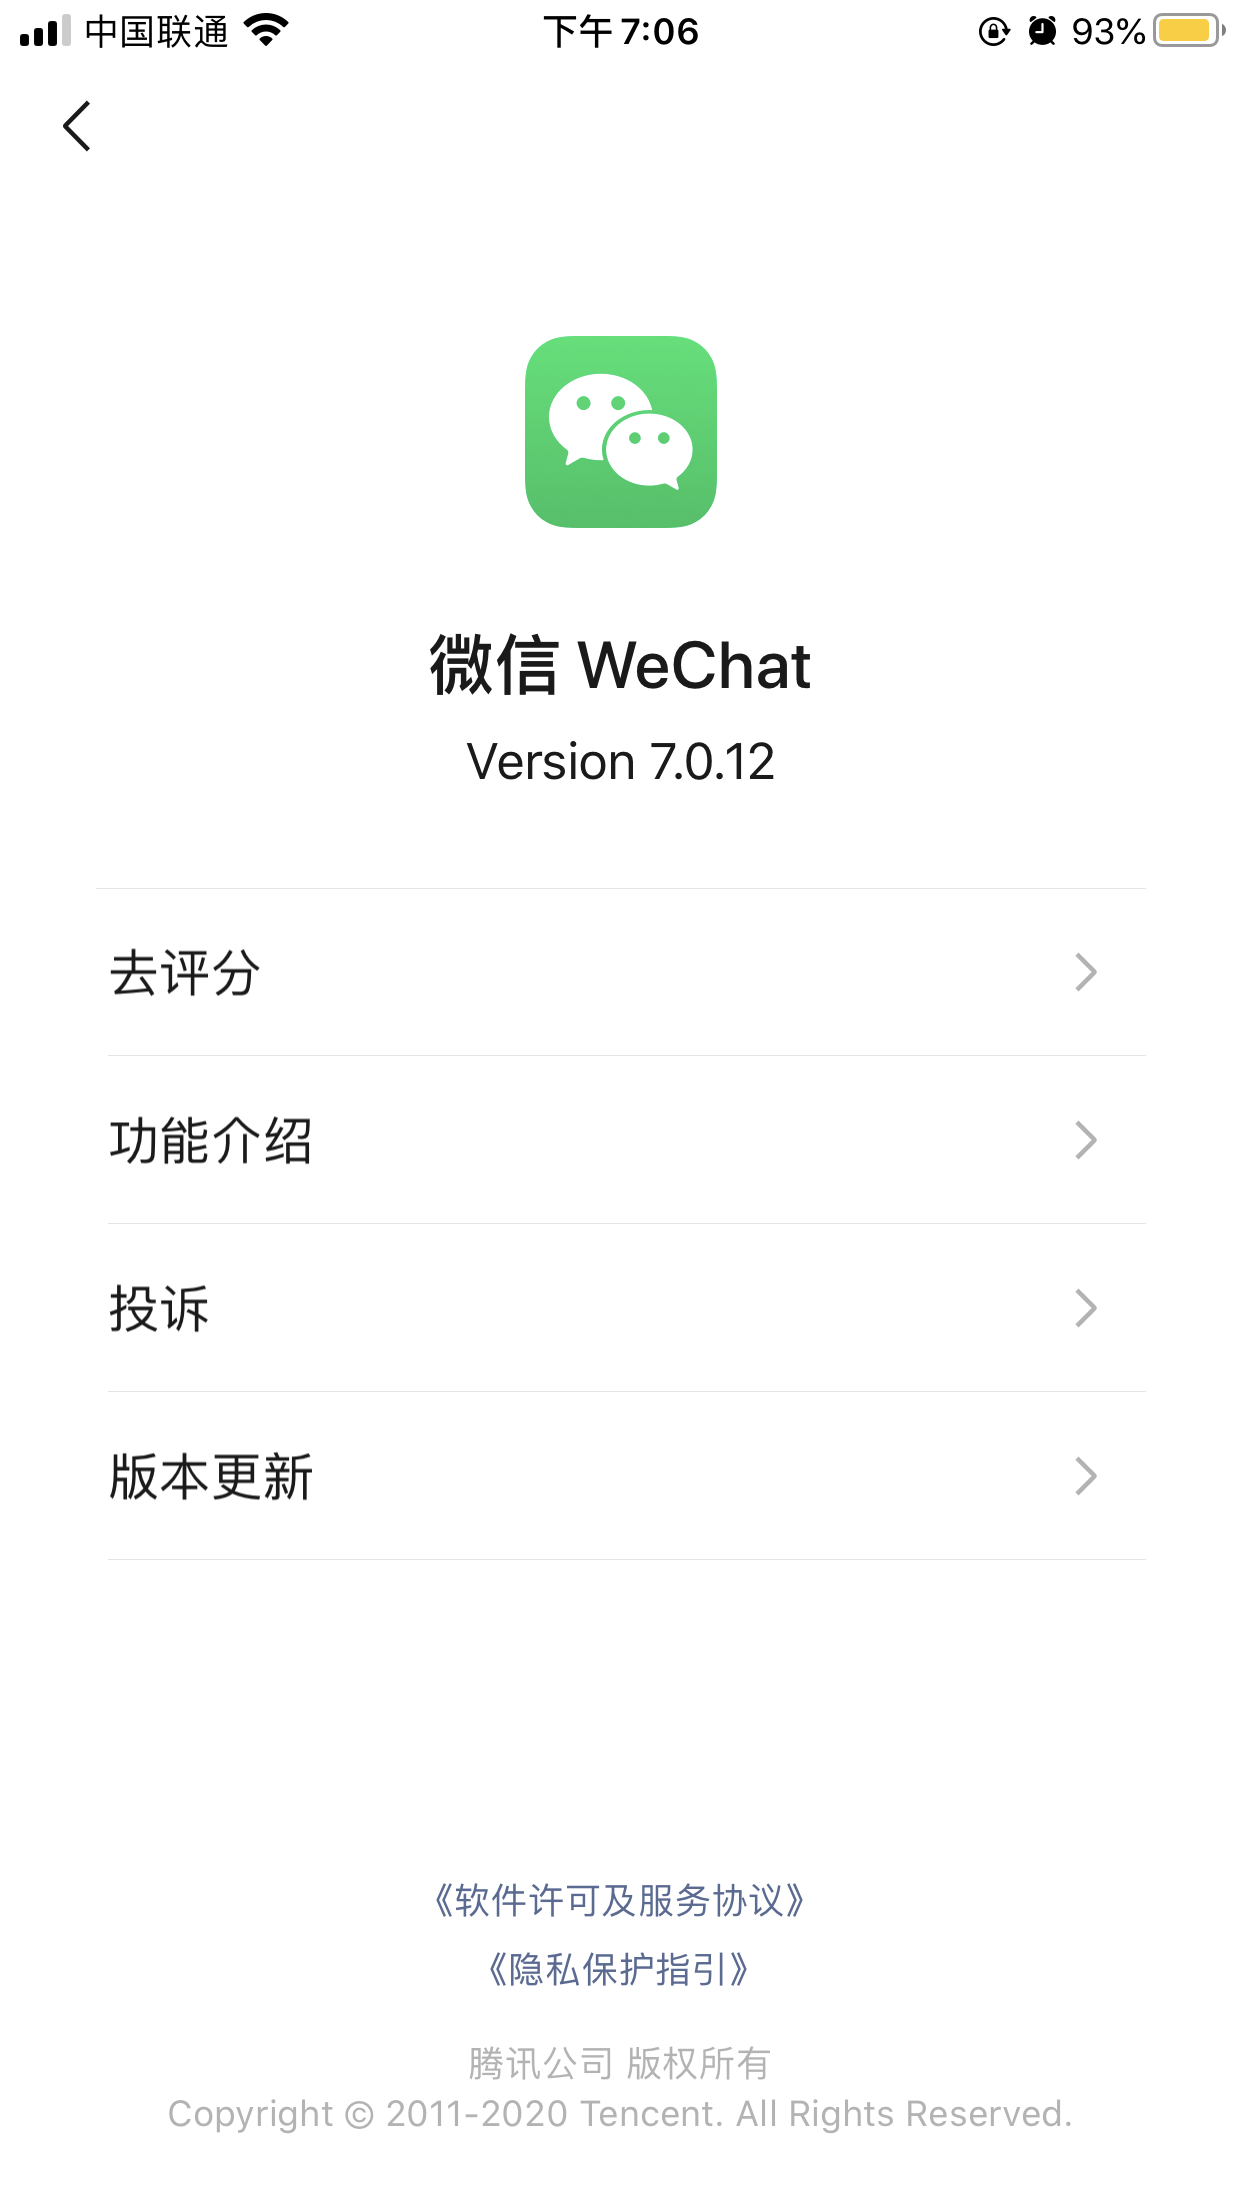 中国联通 下午 7:06 93%
微信 WeChat
Version 7.0.12
去评分
功能介绍
投诉
版本更新
《软件许可及服务协议》
《隐私保护指引》
腾讯公司 版权所有
Copyright © 2011-2020 Tencent. All Rights Reserved.